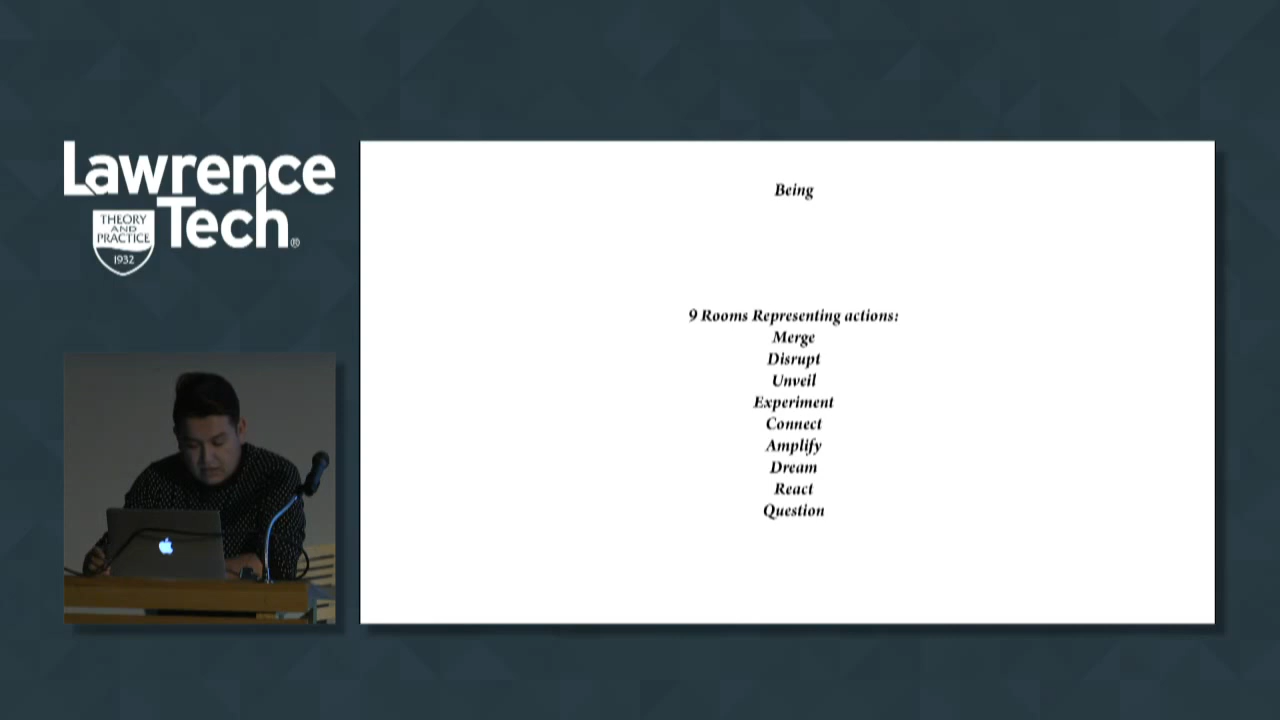 Lawrence
Tech®
THEORY
AND
PRACTICE
1932
Being
9 Rooms Representing actions:
Merge
Disrupt
Unveil
Experiment
Connect
Amplify
Dream
React
Question